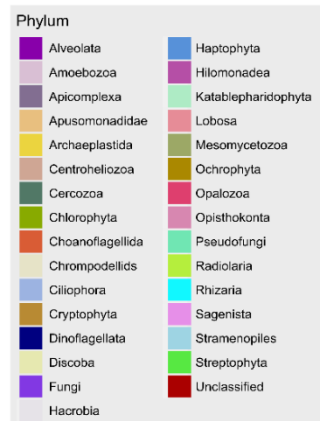 Phylum
Alveolata
Amoebozoa
Apicomplexa
Apusomonadidae
Archaeplastida
Centroheliozoa
Cercozoa
Chlorophyta
Choanoflagellida
Chrompodellids
Ciliophora
Cryptophyta
Dinoflagellata
Discoba
Fungi
Hacrobia
Haptophyta
Hilomonadea
Katablepharidophyta
Lobosa
Mesomycetozoa
Ochrophyta
Opalozoa
Opisthokonta
Pseudofungi
Radiolaria
Rhizaria
Sagenista
Stramenopiles
Streptophyta
Unclassified